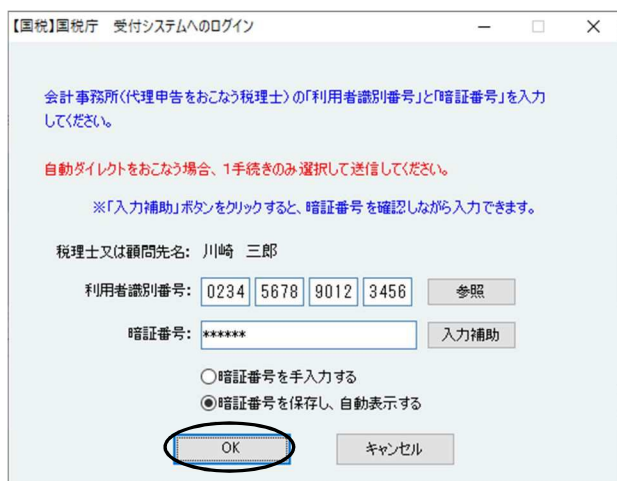 【国税】国税庁　受付システムへのログイン
会計事務所（代理申告をおこなう税理士）の「利用者識別番号」と「暗証番号」を入力
してください。
自動ダイレクトをおこなう場合、1手続きのみ選択して送信してください。
※「入力補助」ボタンをクリックすると、暗証番号を確認しながら入力できます。
税理士又は顧問先名： 川崎　三郎
利用者識別番号： 0234 5678 9012 3456 参照
暗証番号： ****** 入力補助
暗証番号を手入力する
暗証番号を保存し、自動表示する
OK キャンセル